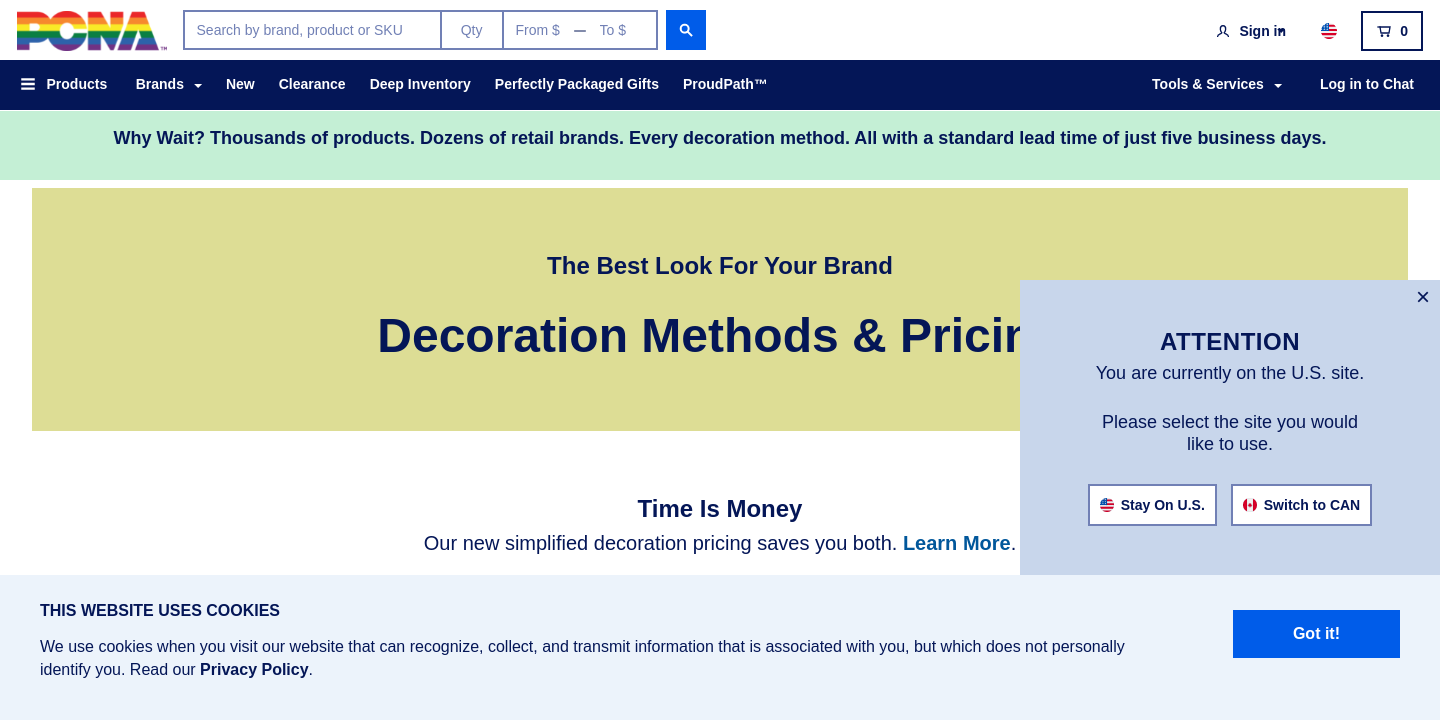 PCNA™
Search by brand, product or SKU
Qty
From $ — To $
Sign in
0
Products
Brands
New
Clearance
Deep Inventory
Perfectly Packaged Gifts
ProudPath™
Tools & Services
Log in to Chat
Why Wait? Thousands of products. Dozens of retail brands. Every decoration method. All with a standard lead time of just five business days.
The Best Look For Your Brand
Decoration Methods & Pricin
×
ATTENTION
You are currently on the U.S. site.
Please select the site you would
like to use.
Stay On U.S.
Switch to CAN
Time Is Money
Our new simplified decoration pricing saves you both. Learn More.
THIS WEBSITE USES COOKIES
We use cookies when you visit our website that can recognize, collect, and transmit information that is associated with you, but which does not personally
identify you. Read our Privacy Policy.
Got it!